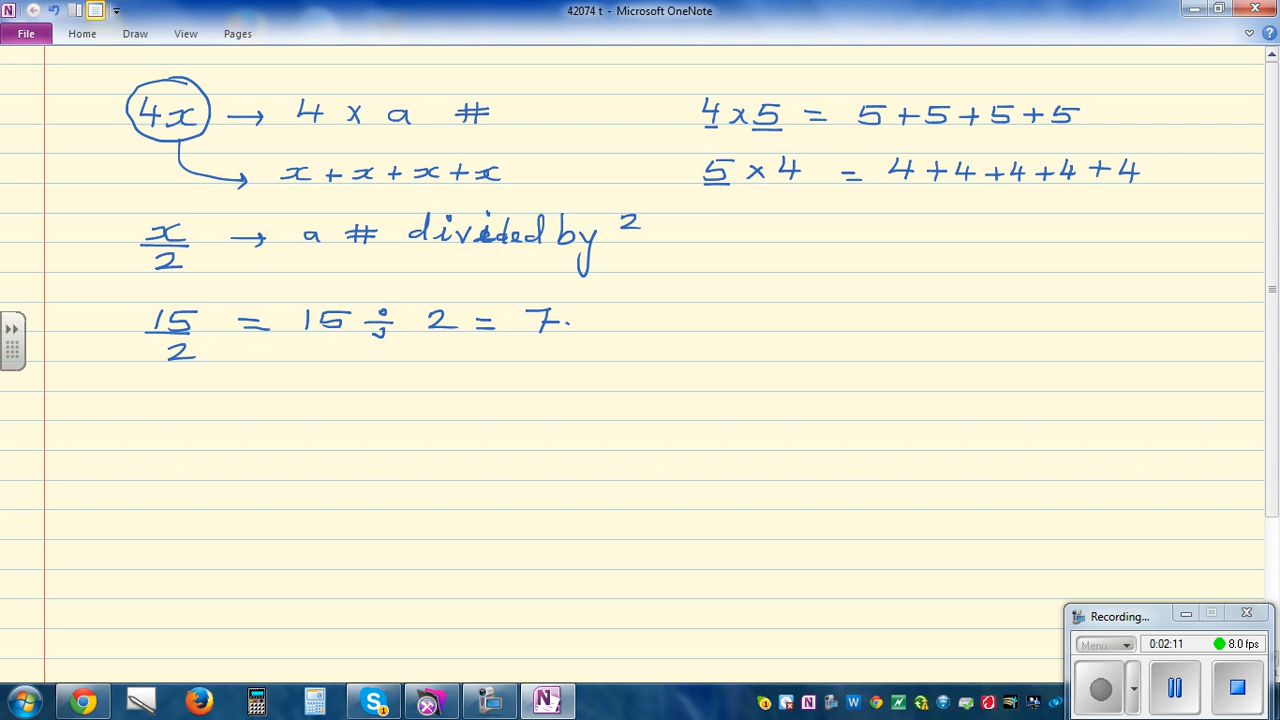 42074 t - Microsoft OneNote
File Home Draw View Pages
4x → 4 x a # 4 x 5 = 5 + 5 + 5 + 5
x + x + x + x 5 x 4 = 4 + 4 + 4 + 4 + 4
x/2 → a # divided by 2
15/2 = 15 ÷ 2 = 7.
Recording...
Menu 0:02:11 8.0 fps